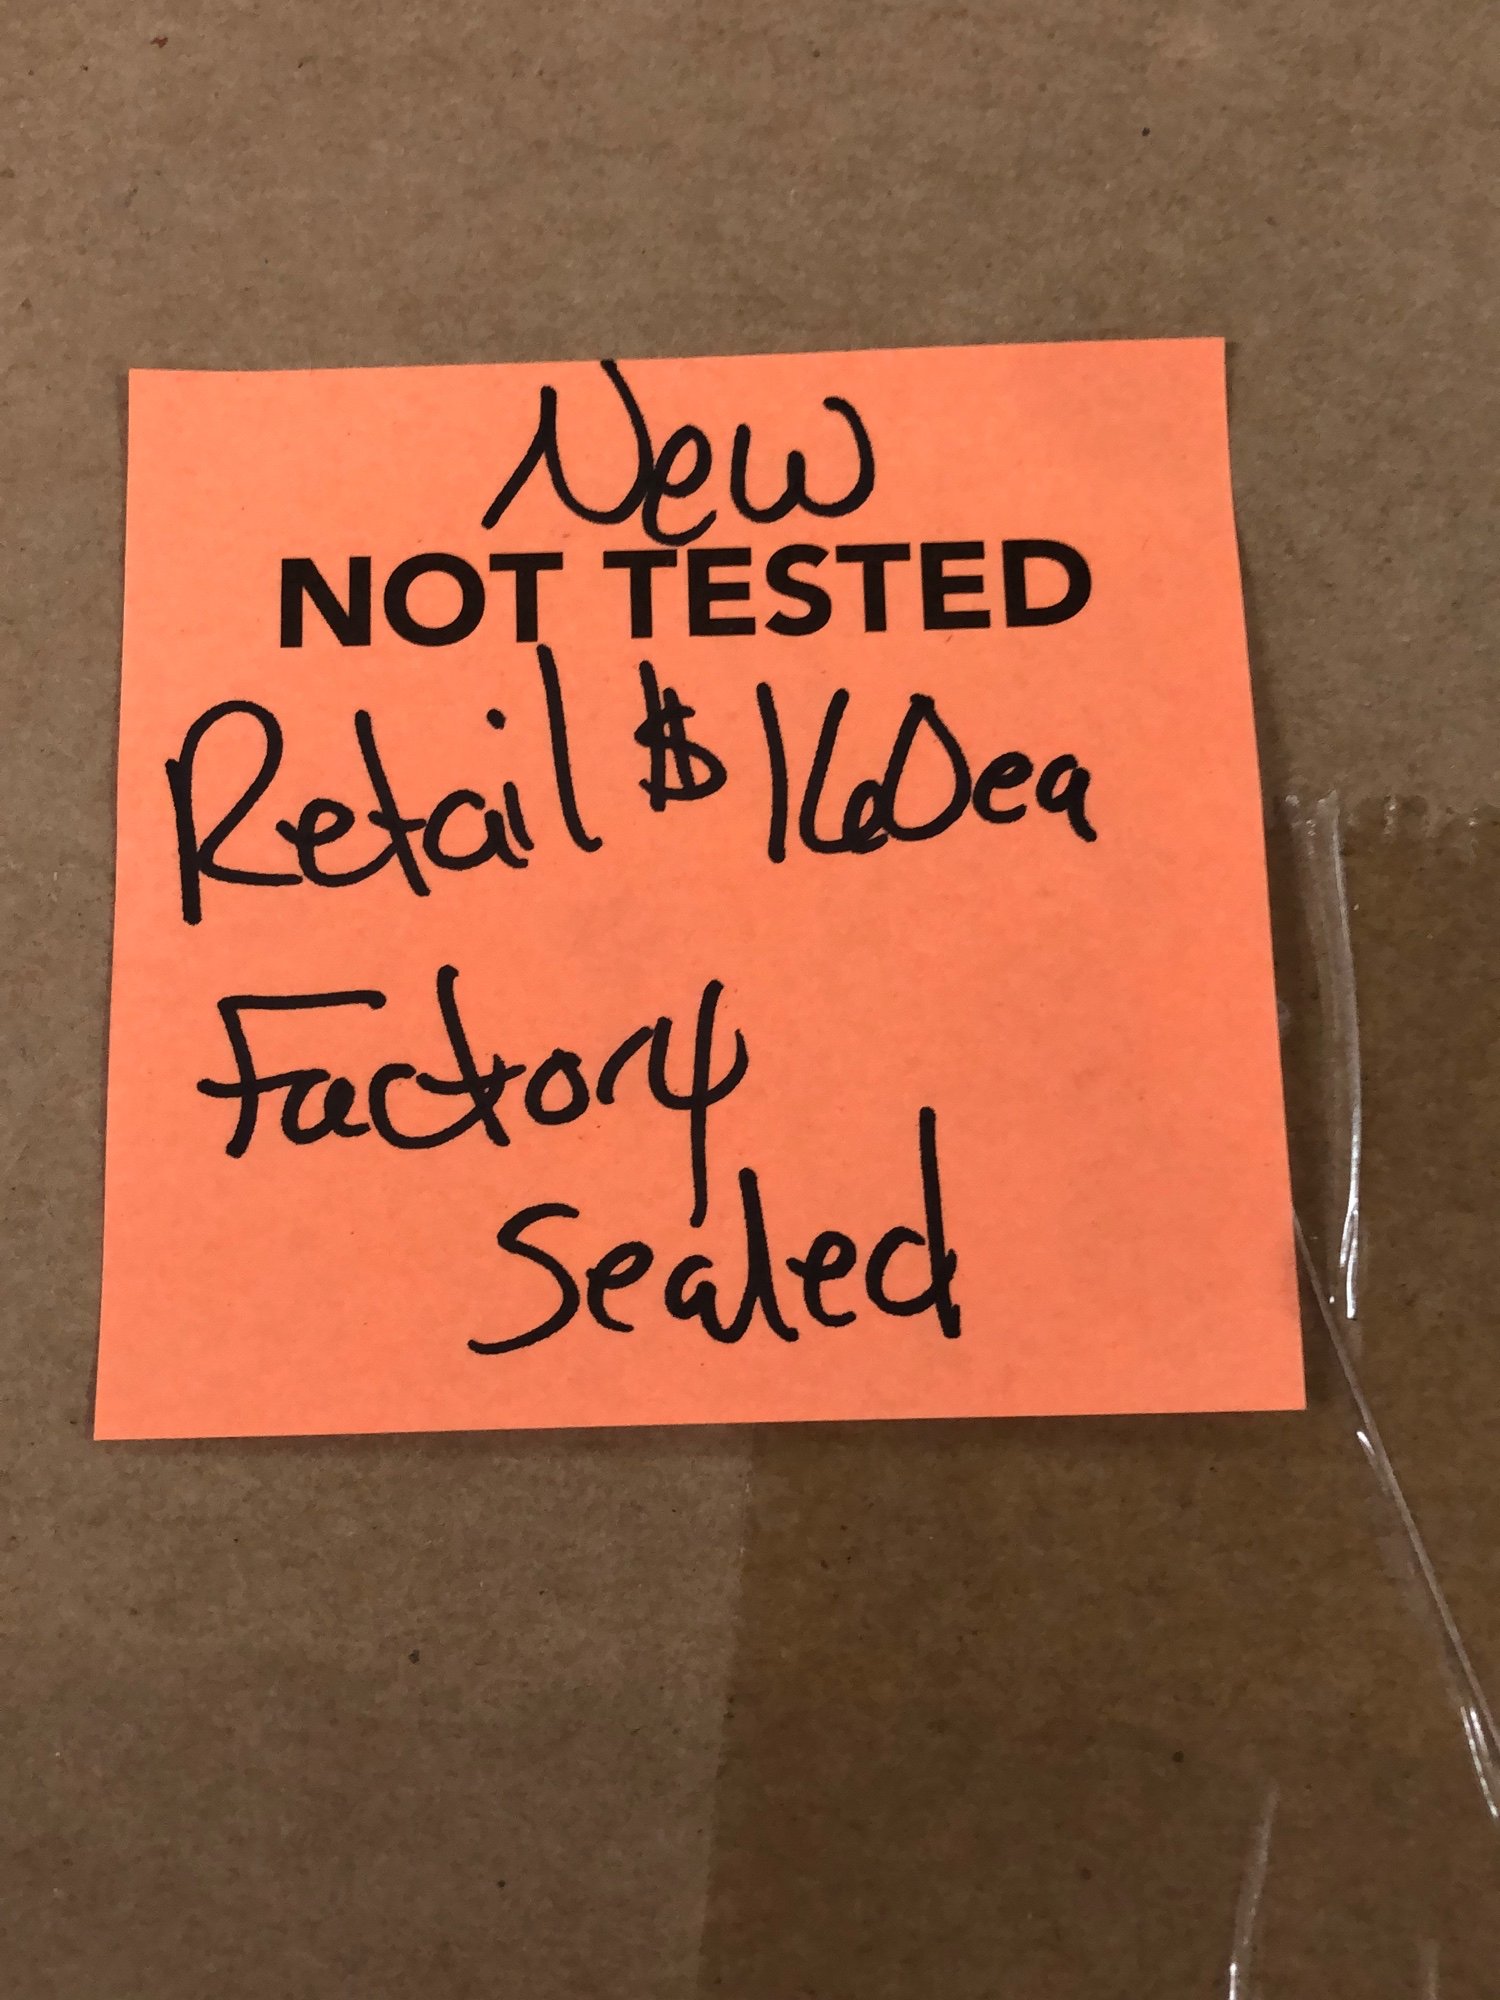 New
NOT TESTED
Retail $160ea
Factory
Sealed